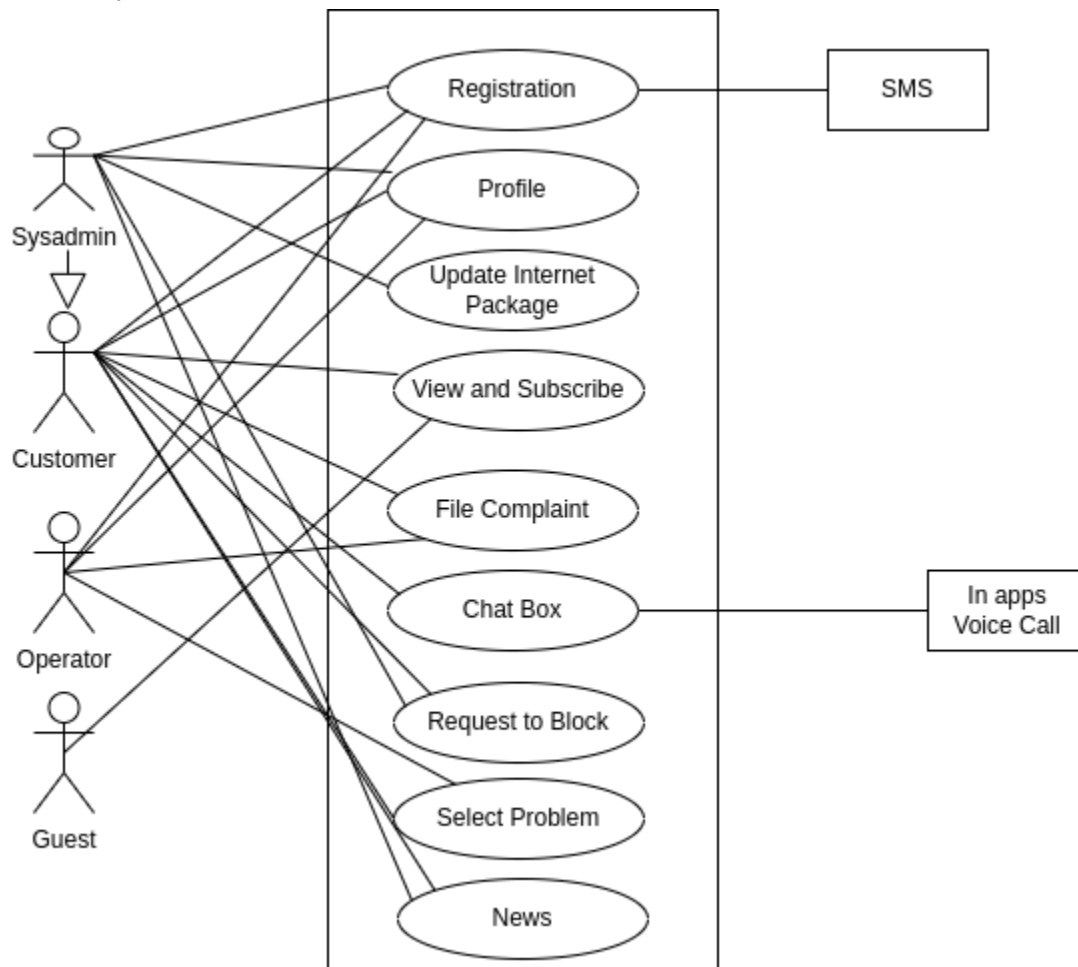 Registration
SMS
Profile
Sysadmin
Update Internet
Package
View and Subscribe
Customer
File Complaint
Chat Box
In apps
Voice Call
Operator
Request to Block
Select Problem
Guest
News